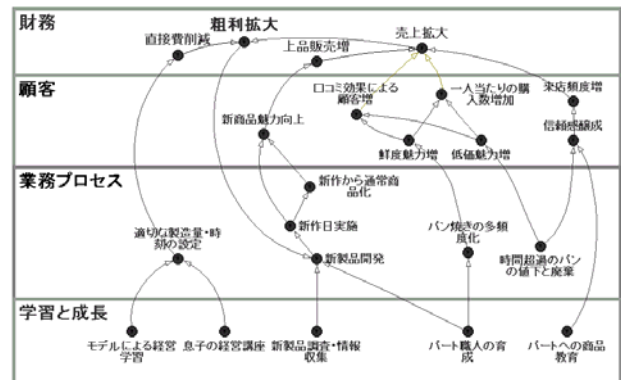 財務
粗利拡大
売上拡大
直接費削減
上品販売増
顧客
口コミ効果による
顧客増
一人当たりの購
入数増加
来店頻度増
新商品魅力向上
信頼感醸成
鮮度魅力増
低価魅力増
業務プロセス
新作から通常商
品化
適切な製造量・時
刻の設定
新作日実施
パン焼きの多頻
度化
新製品開発
時間超過のパン
の値下と廃棄
学習と成長
モデルによる経営
学習
息子の経営講座
新製品調査・情報
収集
パート職人の育
成
パートへの商品
教育